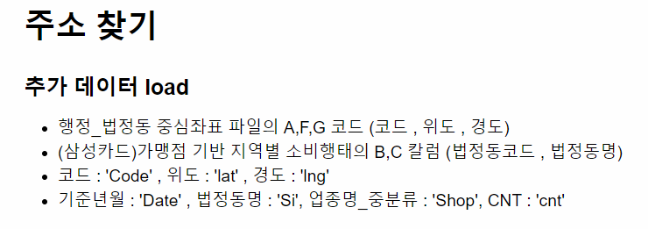 주소 찾기
추가 데이터 load
• 행정_법정동 중심좌표 파일의 A,F,G 코드 (코드 , 위도 , 경도)
• (삼성카드)가맹점 기반 지역별 소비행태의 B,C 칼럼 (법정동코드 , 법정동명)
• 코드 : 'Code' , 위도 : 'lat' , 경도 : 'lng'
• 기준년월 : 'Date' , 법정동명 : 'Si', 업종명_중분류 : 'Shop', CNT : 'cnt'